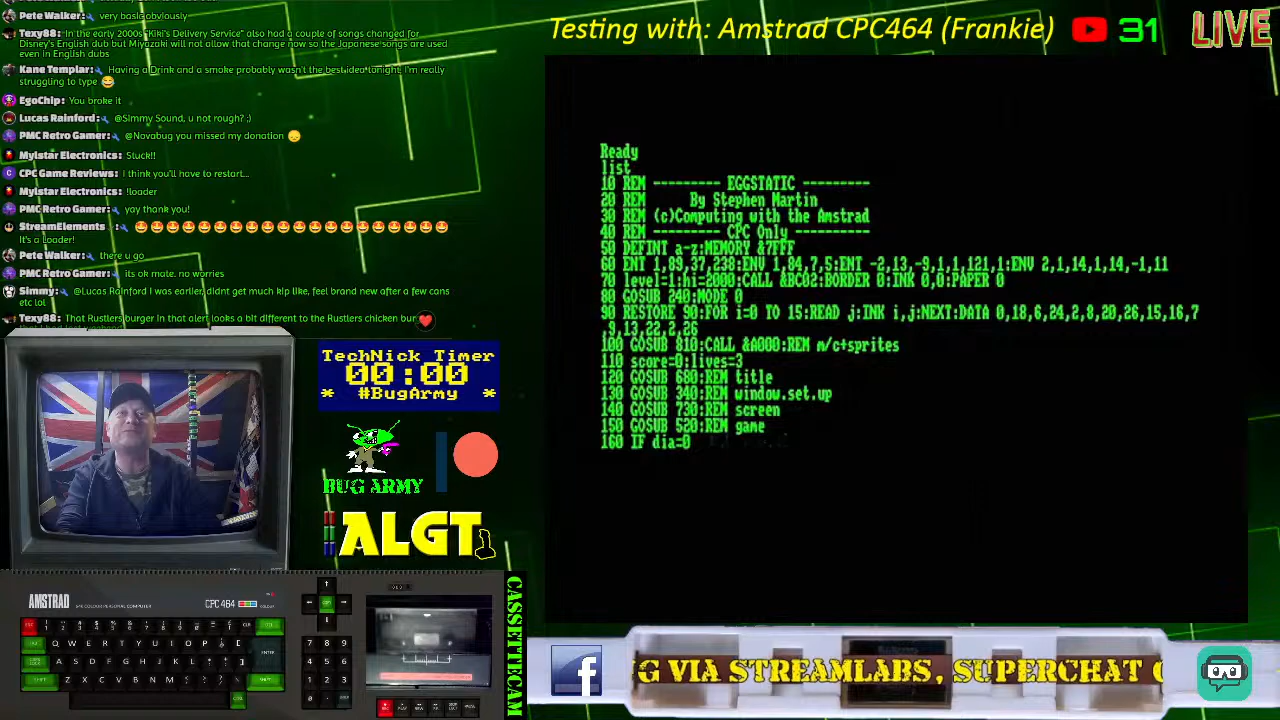 Pete Walker: very basic obviously
Texy88: In the early 2000s "Kiki's Delivery Service" also had a couple of songs changed for
Disney's English dub but Miyazaki will not allow that change now so the Japanese songs are used
even in English dubs
Kane Templar: Having a Drink and a smoke probably wasn't the best idea tonight, I'm really
struggling to type 😂
EgoChip: You broke it
Lucas Rainford: @Simmy Sound, u not rough? ;)
PMC Retro Gamer: @Novabug you missed my donation 😞
Mylstar Electronics: Stuck!!
CPC Game Reviews: I think you'll have to restart...
Mylstar Electronics: !loader
PMC Retro Gamer: yay thank you!
StreamElements: 🤩🤩🤩🤩🤩🤩🤩🤩🤩🤩🤩🤩🤩🤩🤩🤩🤩🤩🤩🤩
It's a Loader!
Pete Walker: there u go
PMC Retro Gamer: its ok mate. no worries
Simmy: @Lucas Rainford I was earlier, didnt get much kip like, feel brand new after a few cans
etc lol
Texy88: That Rustlers burger in that alert looks a bit different to the Rustlers chicken bur
that I had last weekend
Testing with: Amstrad CPC464 (Frankie)
31
LIVE
Ready
list
10 REM --------- EGGSTATIC ---------
20 REM By Stephen Martin
30 REM (c)Computing with the Amstrad
40 REM --------- CPC Only ----------
50 DEFINT a-z:MEMORY &7FFF
60 ENT 1,89,37,238:ENV 1,84,7,5:ENT -2,13,-9,1,1,121,1:ENV 2,1,14,1,14,-1,11
70 level=1:hi=2000:CALL &BC02:BORDER 0:INK 0,0:PAPER 0
80 GOSUB 240:MODE 0
90 RESTORE 90:FOR i=0 TO 15:READ j:INK i,j:NEXT:DATA 0,18,6,24,2,8,20,26,15,16,7
,9,13,22,2,26
100 GOSUB 810:CALL &A000:REM m/c+sprites
110 score=0:lives=3
120 GOSUB 680:REM title
130 GOSUB 340:REM window.set.up
140 GOSUB 730:REM screen
150 GOSUB 520:REM game
160 IF dia=0
TechNick Timer
00:00
* #BugArmy *
BUG ARMY
ALGT
AMSTRAD
CPC 464
Q W E R T Y U I O P
A S D F G H J K L
Z X C V B N M
ENTER
7 8 9
4 5 6
1 2 3
CASSETTECAM
f
G VIA STREAMLABS, SUPERCHAT